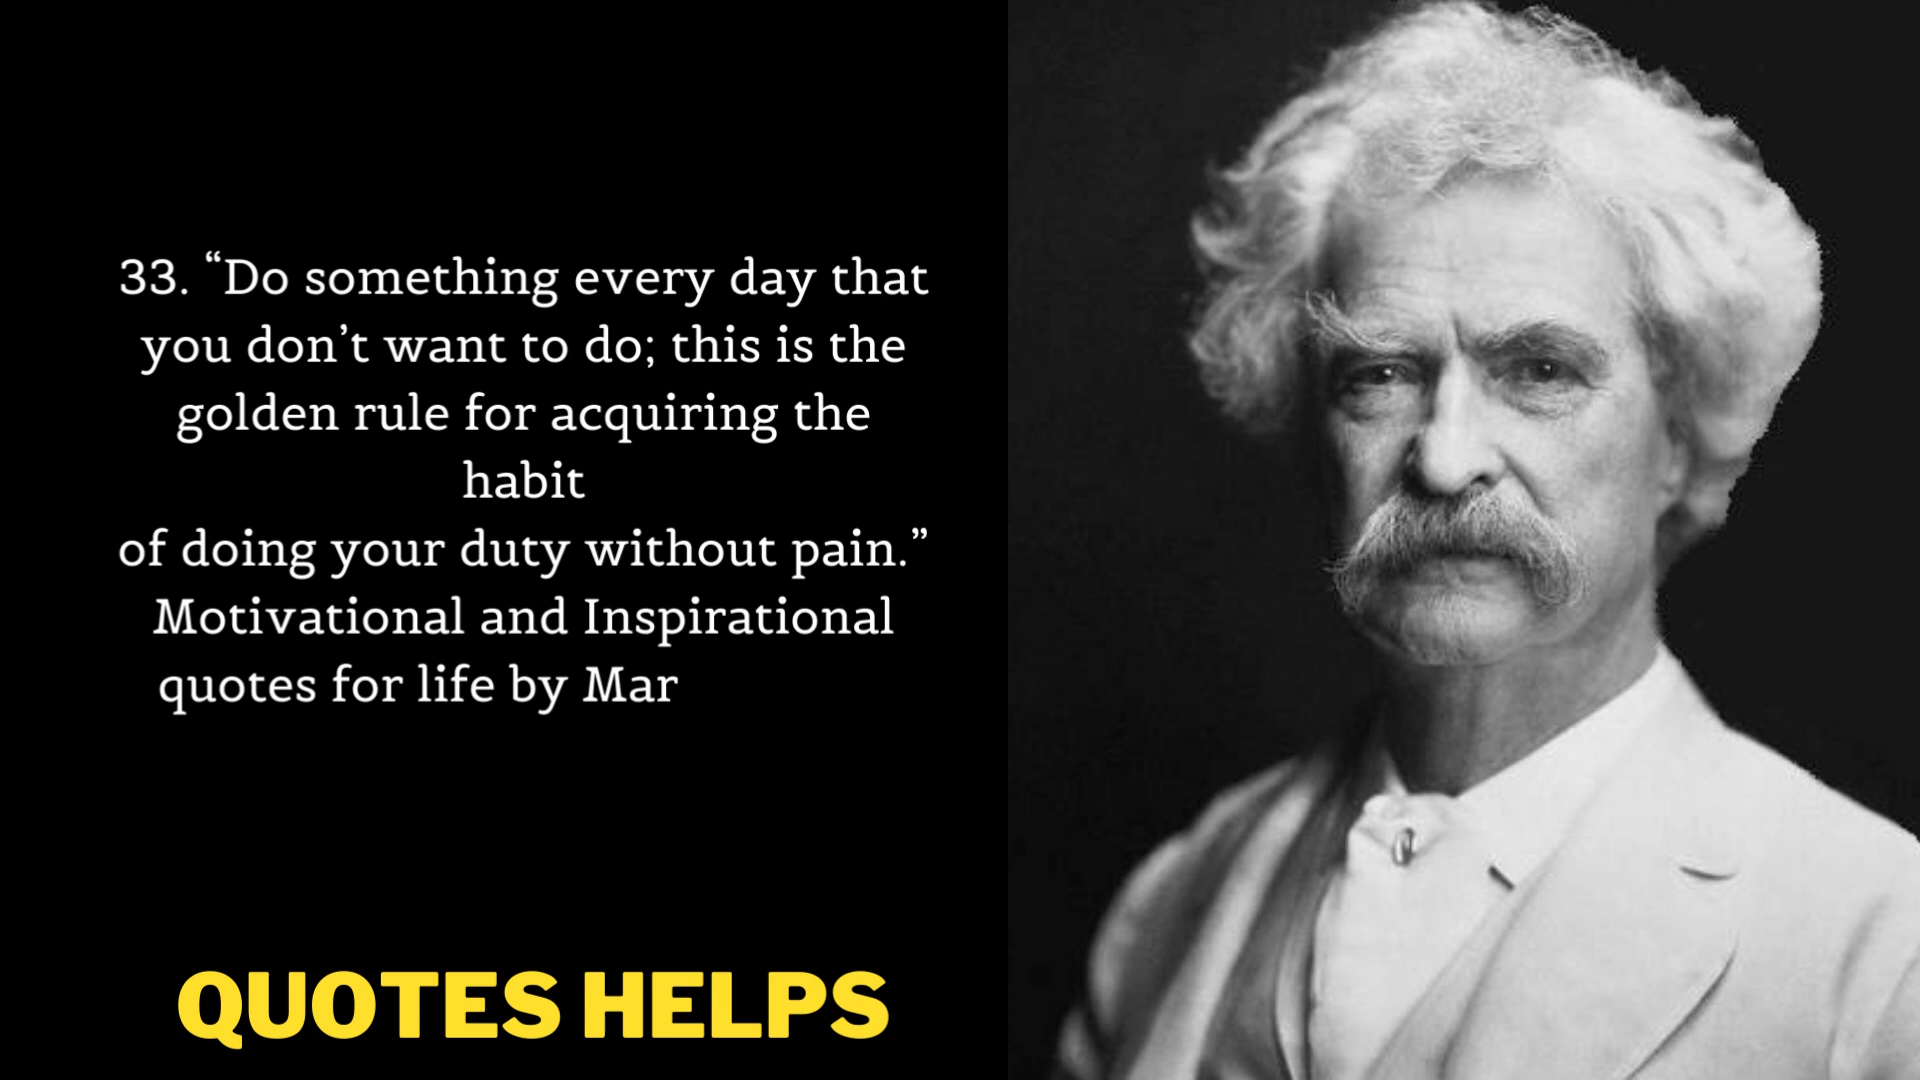 33. “Do something every day that
you don’t want to do; this is the
golden rule for acquiring the
habit
of doing your duty without pain.”
Motivational and Inspirational
quotes for life by Mar
QUOTES HELPS